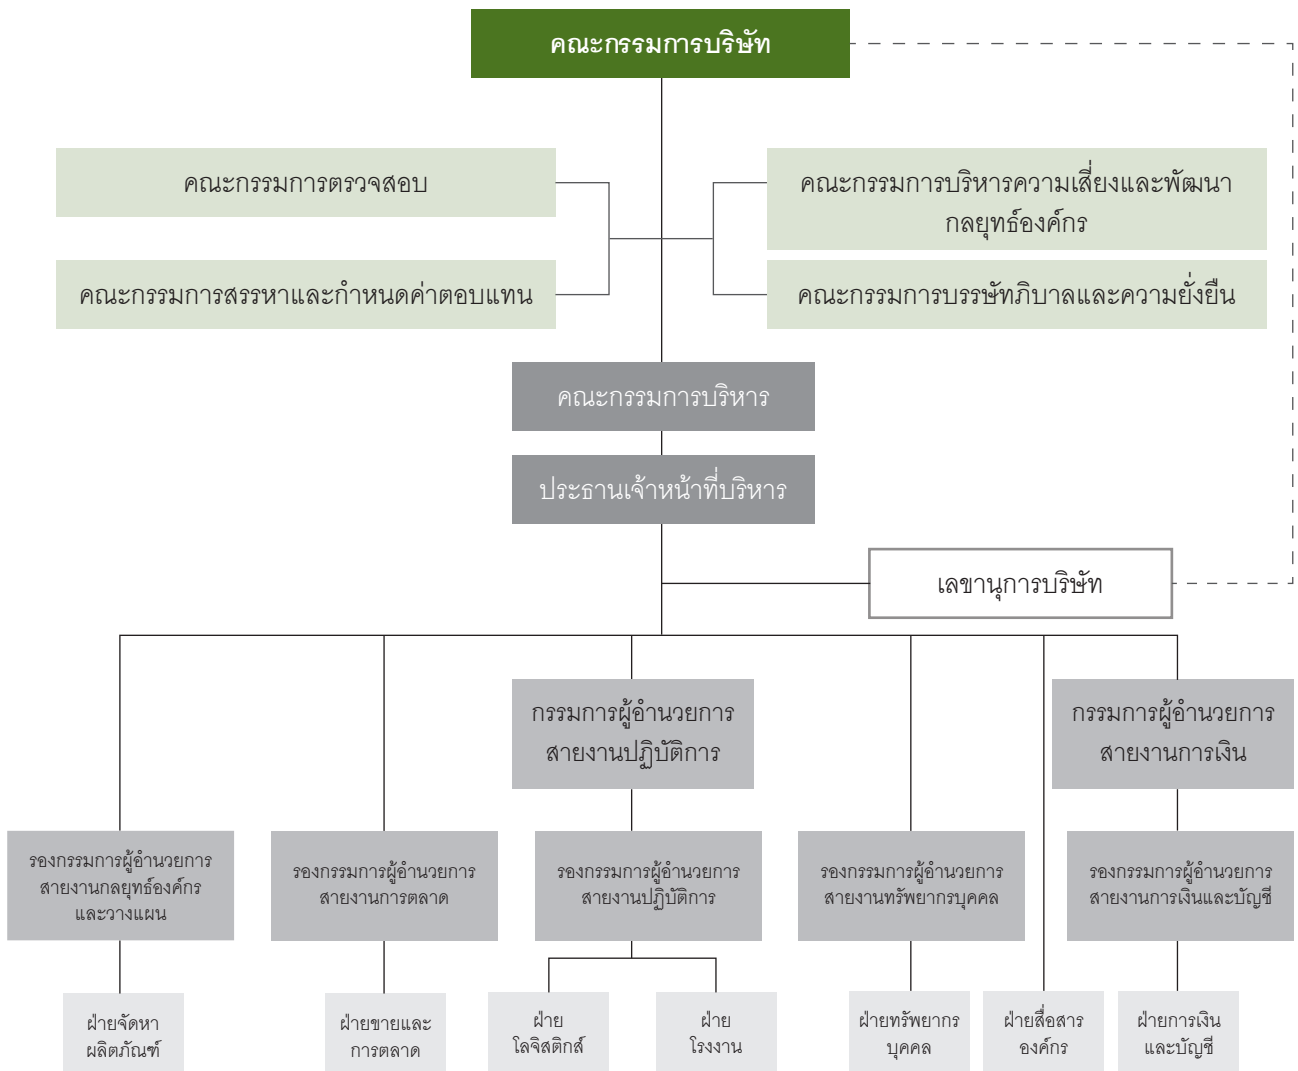 คณะกรรมการบริษัท
คณะกรรมการตรวจสอบ
คณะกรรมการบริหารความเสี่ยงและพัฒนา
กลยุทธ์องค์กร
คณะกรรมการสรรหาและกำหนดค่าตอบแทน
คณะกรรมการบรรษัทภิบาลและความยั่งยืน
คณะกรรมการบริหาร
ประธานเจ้าหน้าที่บริหาร
เลขานุการบริษัท
กรรมการผู้อำนวยการ
สายงานปฏิบัติการ
กรรมการผู้อำนวยการ
สายงานการเงิน
รองกรรมการผู้อำนวยการ
สายงานกลยุทธ์องค์กร
และวางแผน
รองกรรมการผู้อำนวยการ
สายงานการตลาด
รองกรรมการผู้อำนวยการ
สายงานปฏิบัติการ
รองกรรมการผู้อำนวยการ
สายงานทรัพยากรบุคคล
รองกรรมการผู้อำนวยการ
สายงานการเงินและบัญชี
ฝ่ายจัดหา
ผลิตภัณฑ์
ฝ่ายขายและ
การตลาด
ฝ่าย
โลจิสติกส์
ฝ่าย
โรงงาน
ฝ่ายทรัพยากร
บุคคล
ฝ่ายสื่อสาร
องค์กร
ฝ่ายการเงิน
และบัญชี